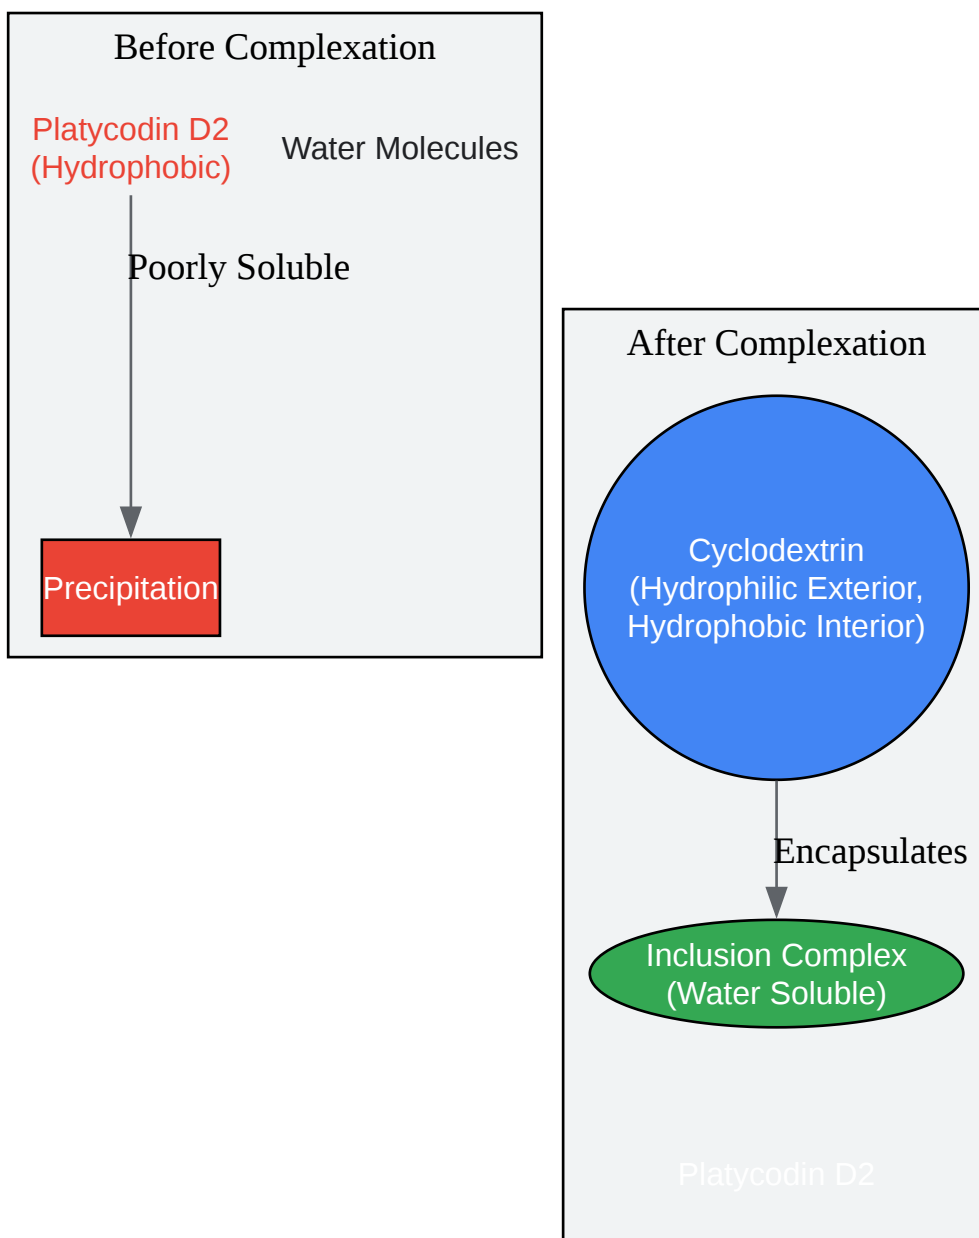 Before Complexation
Platycodin D2
(Hydrophobic)
Water Molecules
Poorly Soluble
Precipitation
After Complexation
Cyclodextrin
(Hydrophilic Exterior,
Hydrophobic Interior)
Encapsulates
Inclusion Complex
(Water Soluble)
Platycodin D2